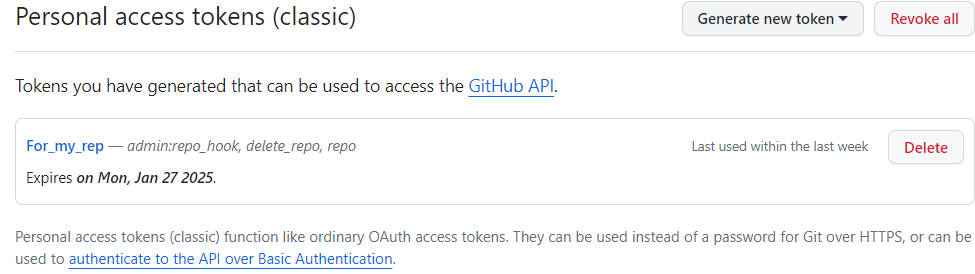 Personal access tokens (classic)
Generate new token
Revoke all
Tokens you have generated that can be used to access the GitHub API.
For_my_rep — admin:repo_hook, delete_repo, repo
Last used within the last week
Delete
Expires on Mon, Jan 27 2025.
Personal access tokens (classic) function like ordinary OAuth access tokens. They can be used instead of a password for Git over HTTPS, or can be
used to authenticate to the API over Basic Authentication.